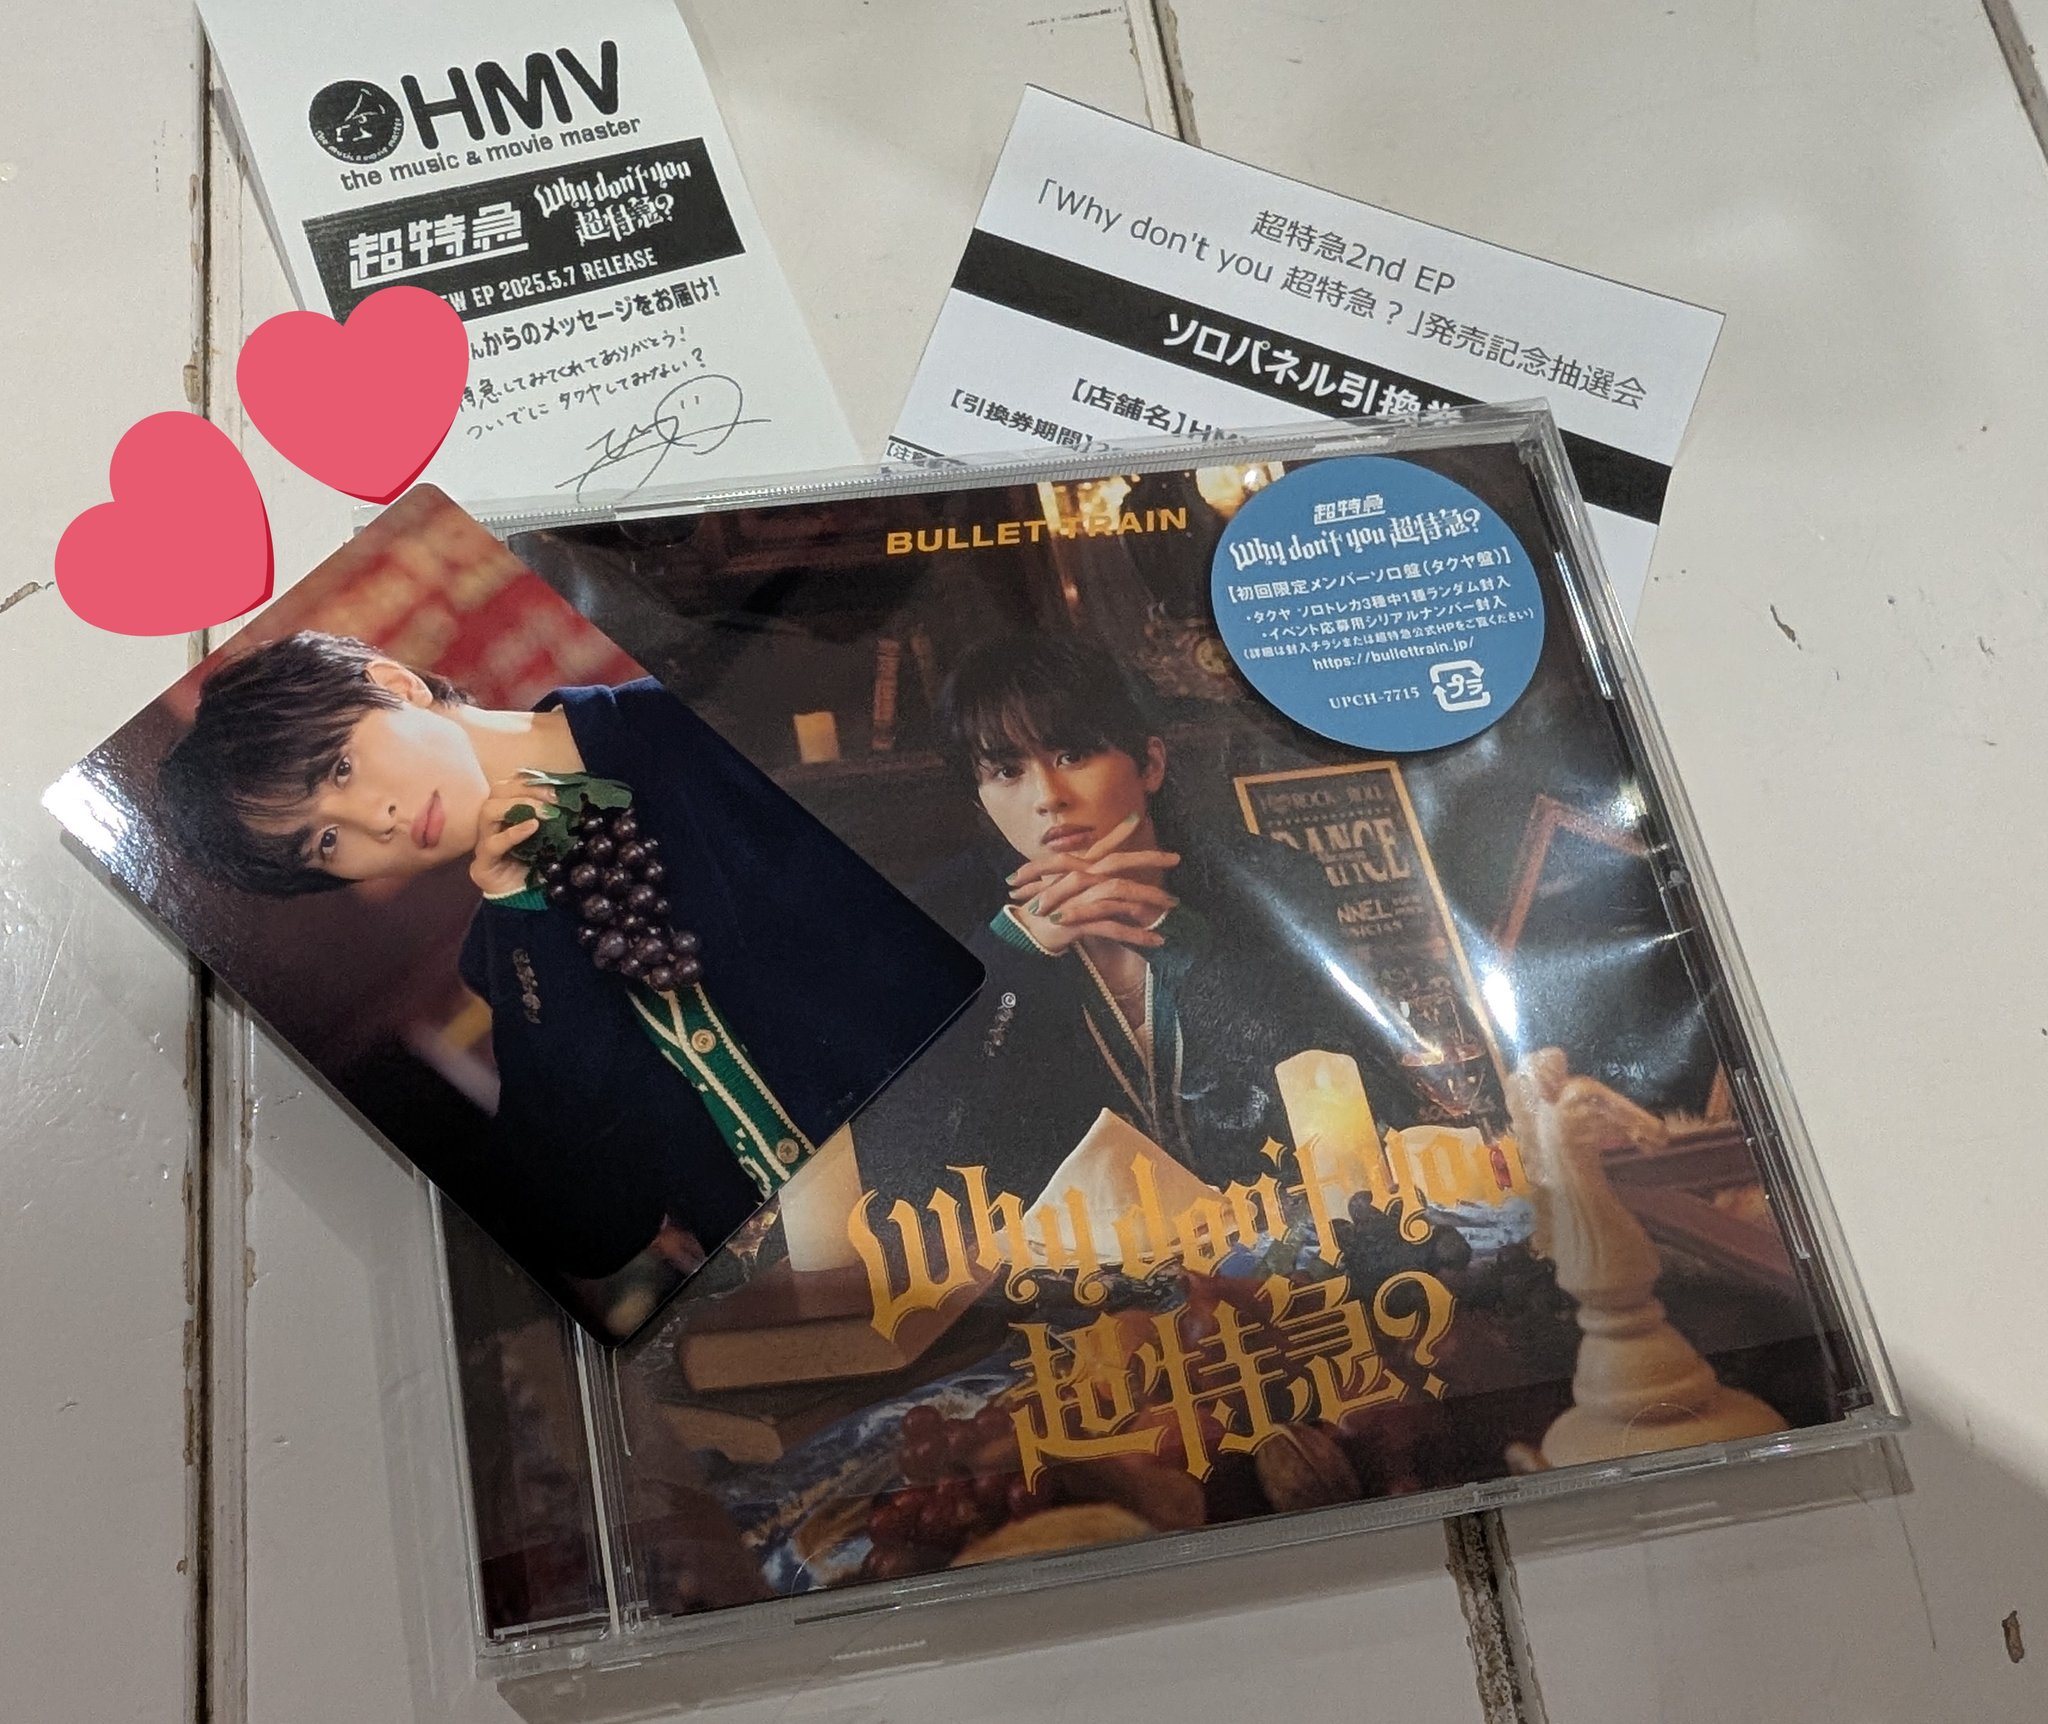 HMV
the music & movie master
超特急 Why don't you 超特急?
EW EP 2025.5.7 RELEASE
んからのメッセージをお届け!
特急してみてくれてありがとう!
ついでに タクヤしてみない?
超特急2nd EP
「Why don't you 超特急?」発売記念抽選会
ソロパネル引換券
【店舗名】HM
【引換券期間】
【注意
BULLET TRAIN
超特急
Why don't you 超特急?
【初回限定メンバーソロ盤(タクヤ盤)】
・タクヤ ソロトレカ3種中1種ランダム封入
・イベント応募用シリアルナンバー封入
(詳細は封入チラシまたは超特急公式HPをご覧ください)
https://bullettrain.jp/
UPCH-7715
プラ
Why don't you
超特急?